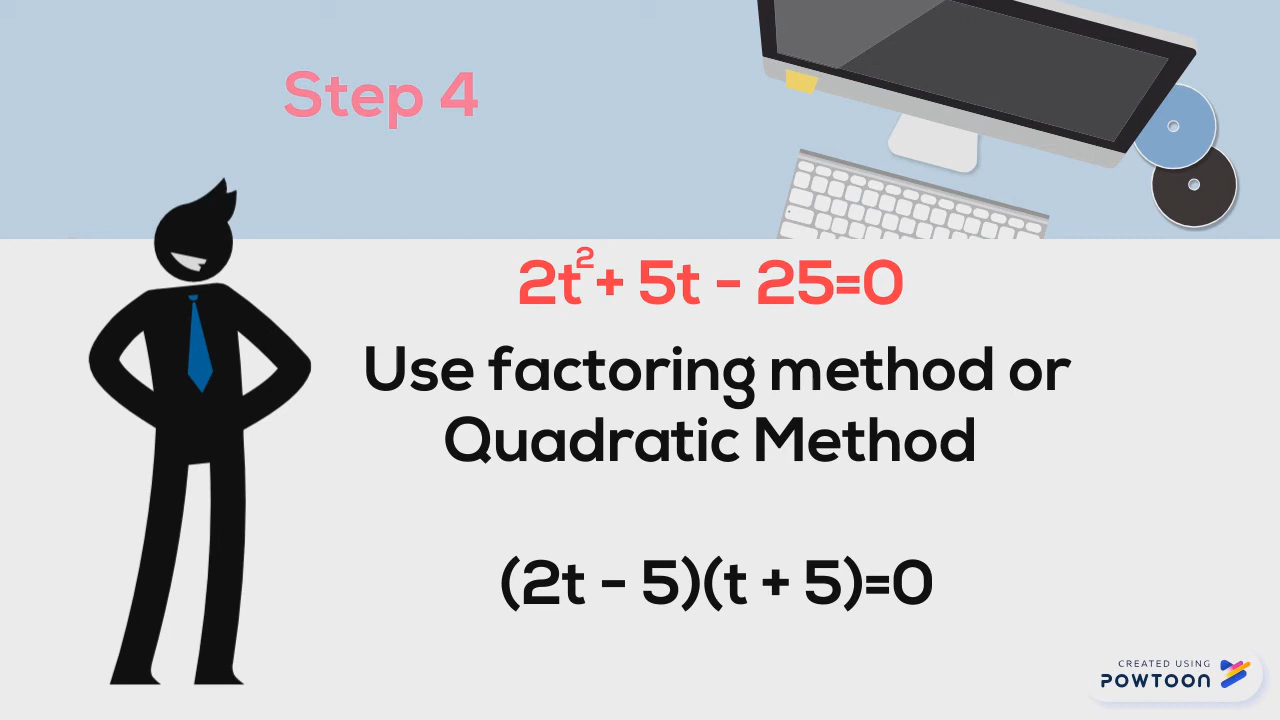 Step 4
2t²+ 5t - 25=0
Use factoring method or
Quadratic Method
(2t - 5)(t + 5)=0
CREATED USING
POWTOON